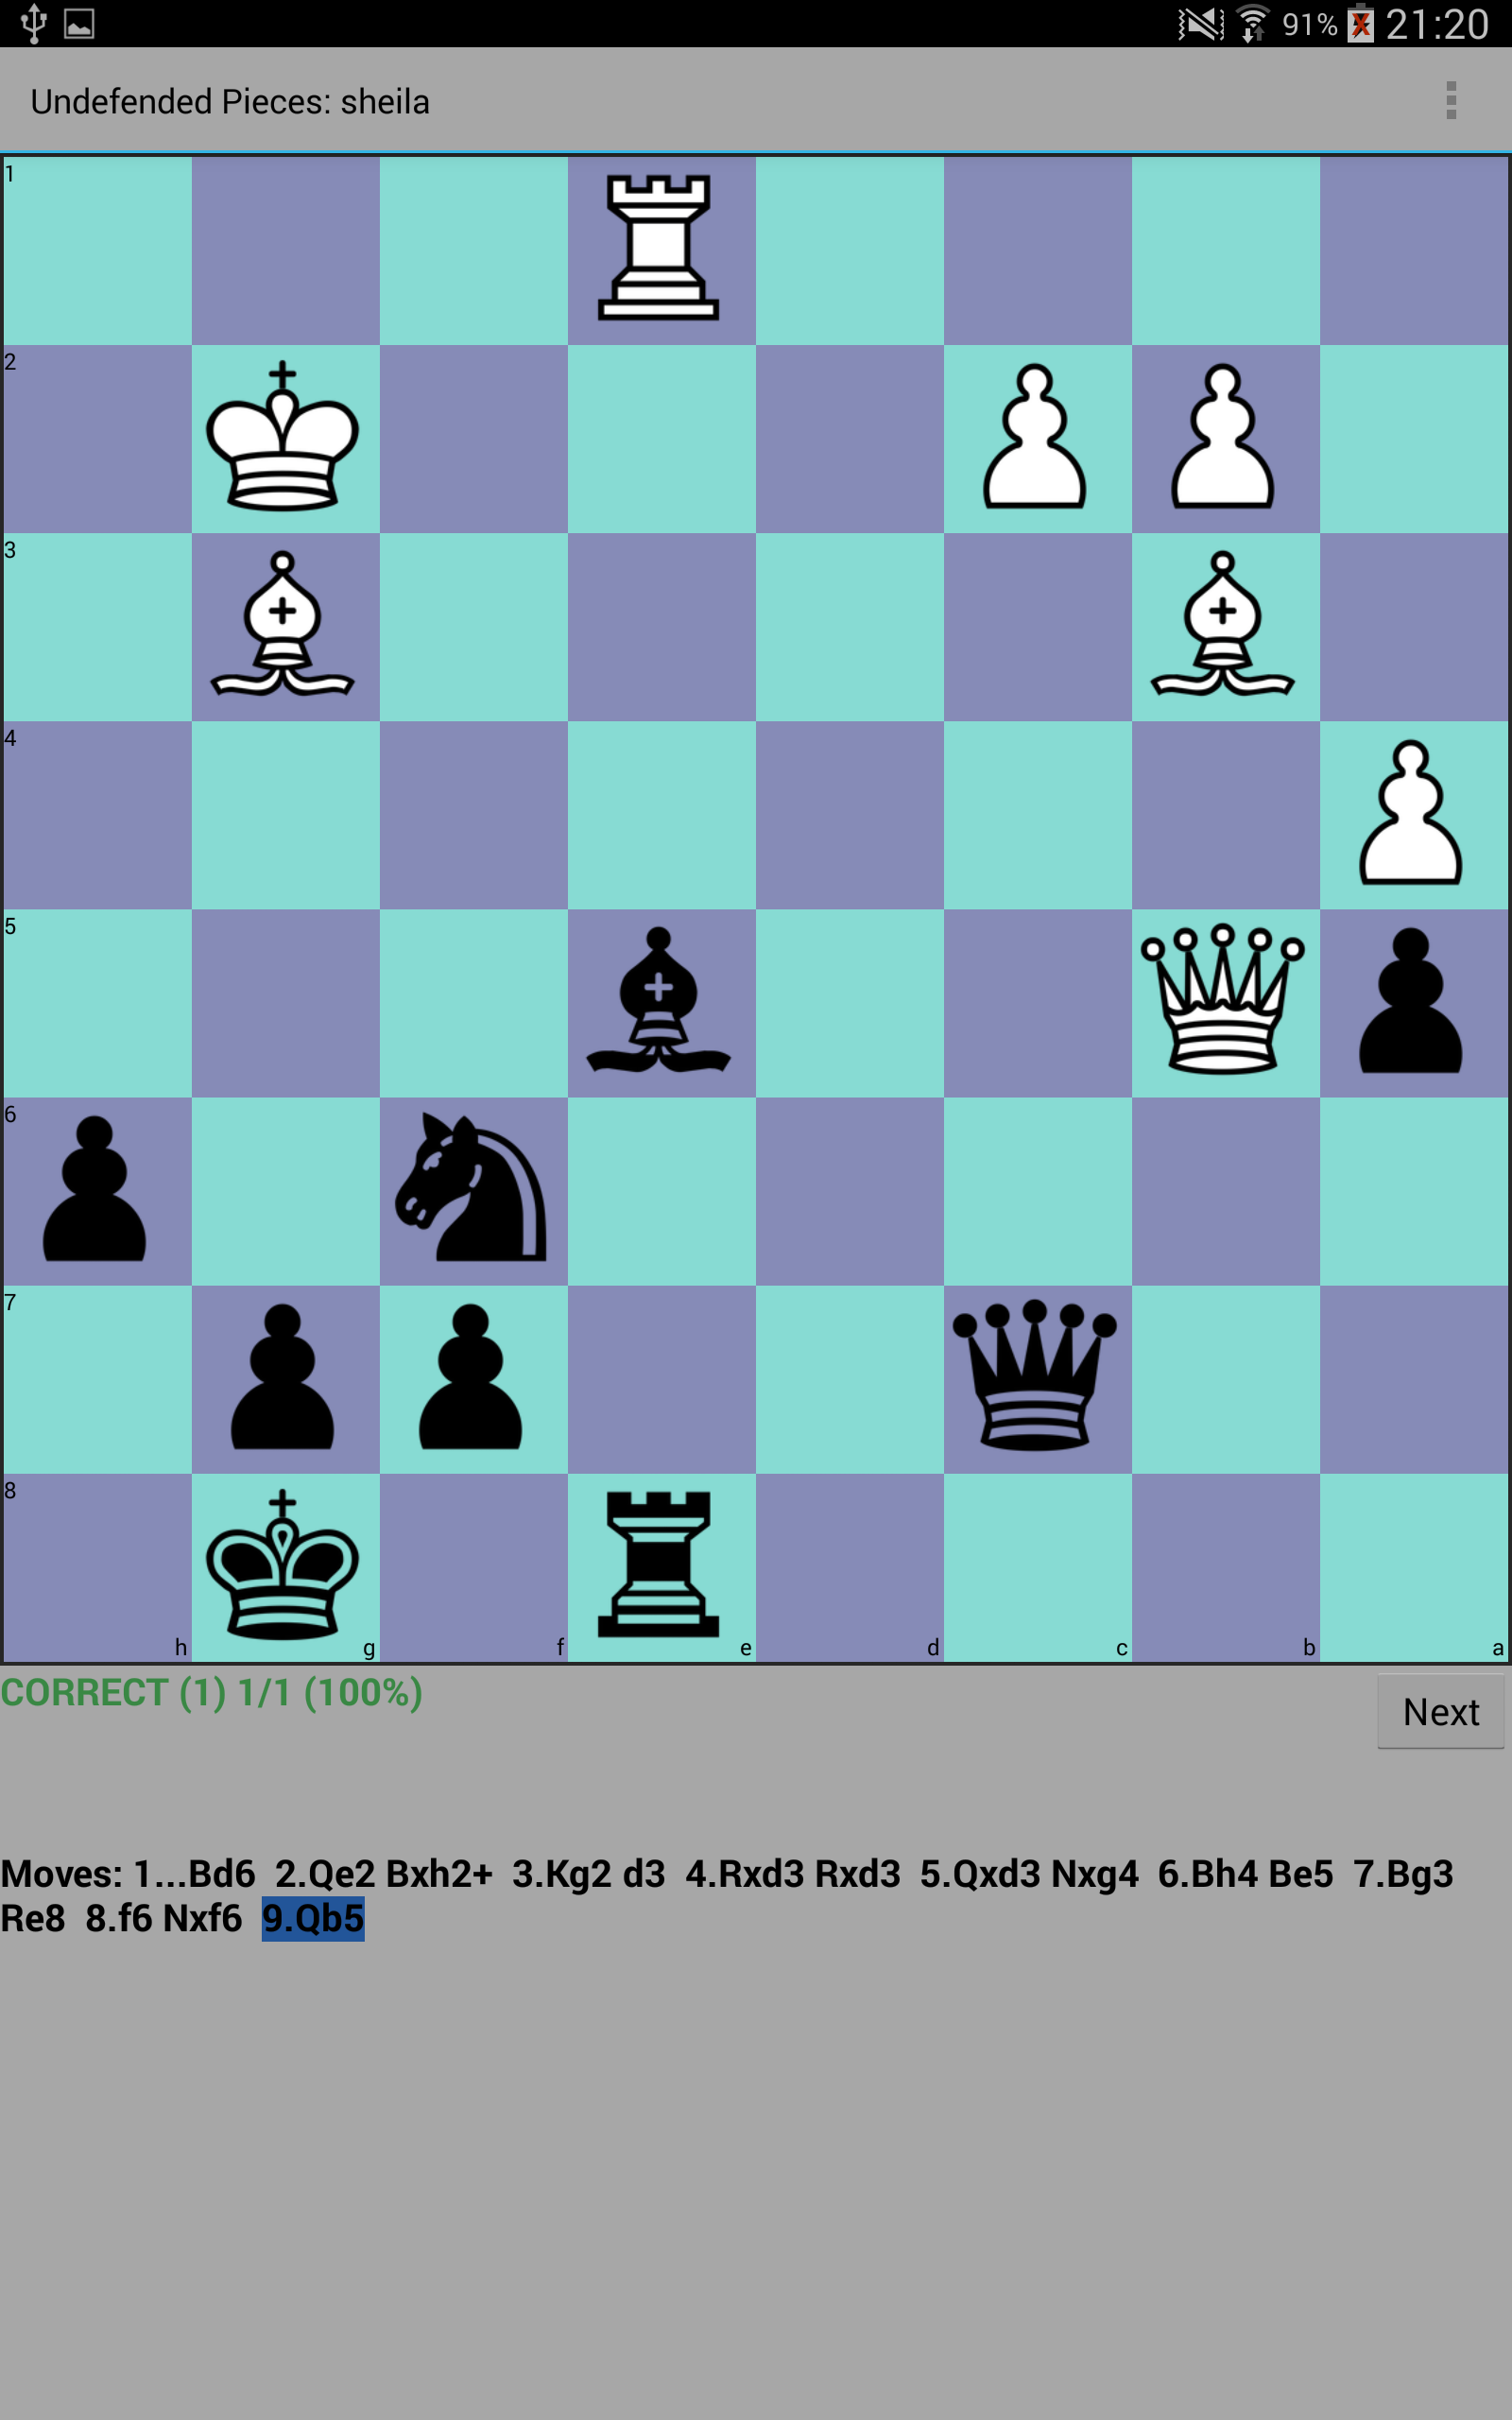 91% 21:20
Undefended Pieces: sheila
1
2
3
4
5
6
7
8
h g f e d c b a
CORRECT (1) 1/1 (100%)
Next
Moves: 1...Bd6 2.Qe2 Bxh2+ 3.Kg2 d3 4.Rxd3 Rxd3 5.Qxd3 Nxg4 6.Bh4 Be5 7.Bg3
Re8 8.f6 Nxf6 9.Qb5